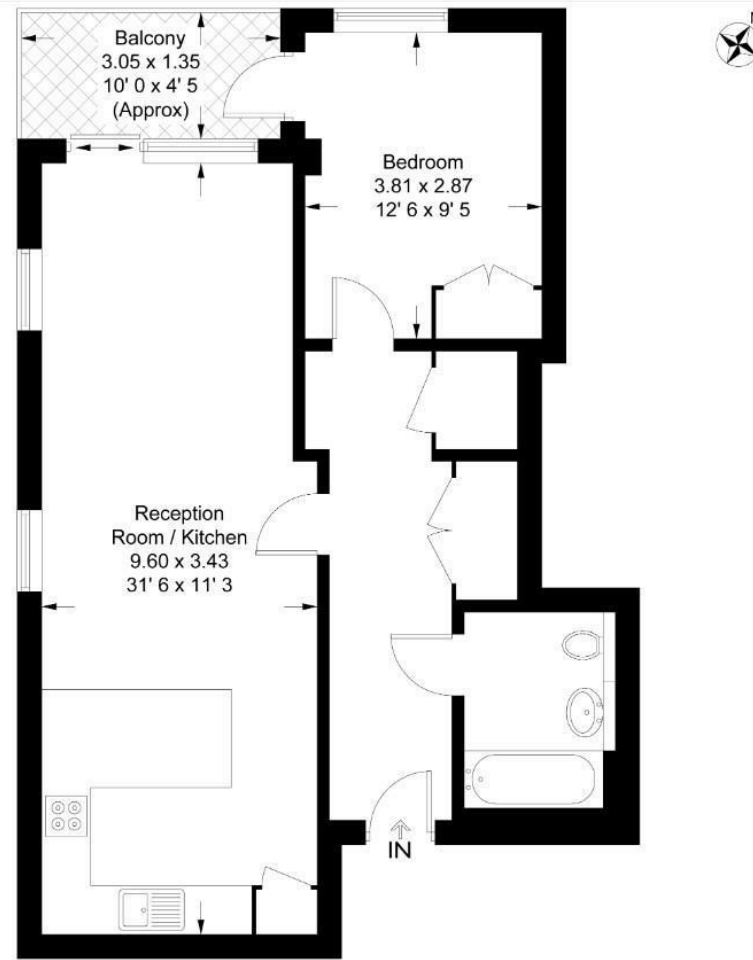 Balcony
3.05 x 1.35
10' 0 x 4' 5
(Approx)
N
Bedroom
3.81 x 2.87
12' 6 x 9' 5
Reception
Room / Kitchen
9.60 x 3.43
31' 6 x 11' 3
IN